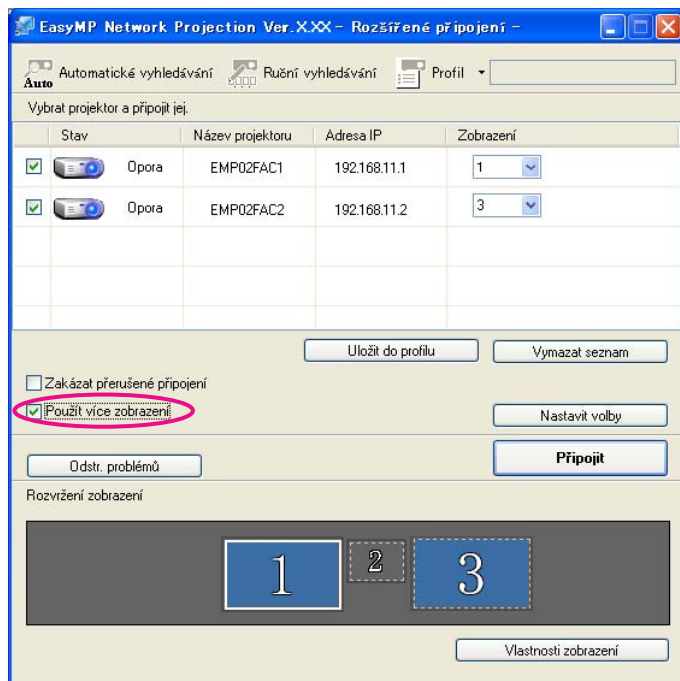 EasyMP Network Projection Ver.X.XX - Rozšířené připojení -
Auto Automatické vyhledávání Ruční vyhledávání Profil
Vybrat projektor a připojit jej.
Stav Název projektoru Adresa IP Zobrazení
Opora EMP02FAC1 192.168.11.1 1
Opora EMP02FAC2 192.168.11.2 3
Uložit do profilu Vymazat seznam
Zakázat přerušené připojení
Použít více zobrazení Nastavit volby
Odstr. problémů Připojit
Rozvržení zobrazení
1 2 3
Vlastnosti zobrazení